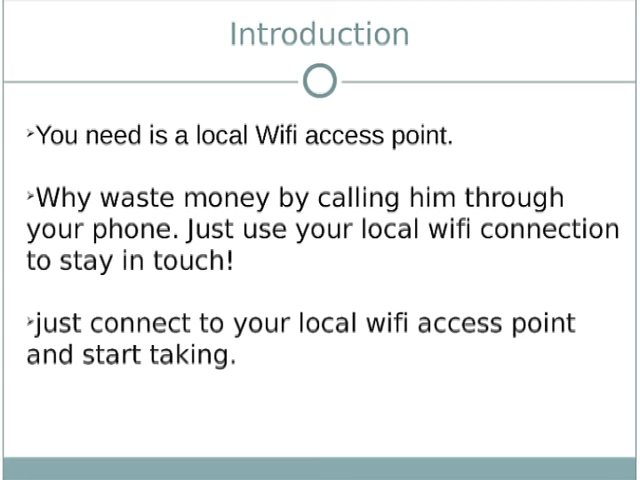 Introduction
➢You need is a local Wifi access point.
➢Why waste money by calling him through
your phone. Just use your local wifi connection
to stay in touch!
➢just connect to your local wifi access point
and start taking.